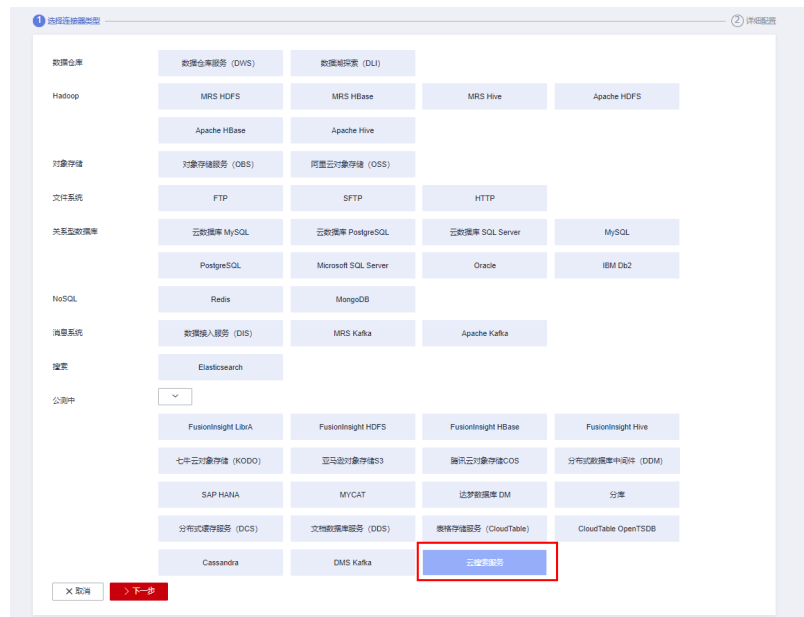 1 选择连接器类型 2 详细配置
数据仓库 数据仓库服务（DWS） 数据湖探索（DLI）
Hadoop MRS HDFS MRS HBase MRS Hive Apache HDFS
Apache HBase Apache Hive
对象存储 对象存储服务（OBS） 阿里云对象存储（OSS）
文件系统 FTP SFTP HTTP
关系型数据库 云数据库 MySQL 云数据库 PostgreSQL 云数据库 SQL Server MySQL
PostgreSQL Microsoft SQL Server Oracle IBM Db2
NoSQL Redis MongoDB
消息系统 数据接入服务（DIS） MRS Kafka Apache Kafka
搜索 Elasticsearch
公测中
FusionInsight LibrA FusionInsight HDFS FusionInsight HBase FusionInsight Hive
七牛云对象存储（KODO） 亚马逊对象存储S3 腾讯云对象存储COS 分布式数据库中间件（DDM）
SAP HANA MYCAT 达梦数据库 DM 分库
分布式缓存服务（DCS） 文档数据库服务（DDS） 表格存储服务（CloudTable） CloudTable OpenTSDB
Cassandra DMS Kafka 云搜索服务
取消 下一步